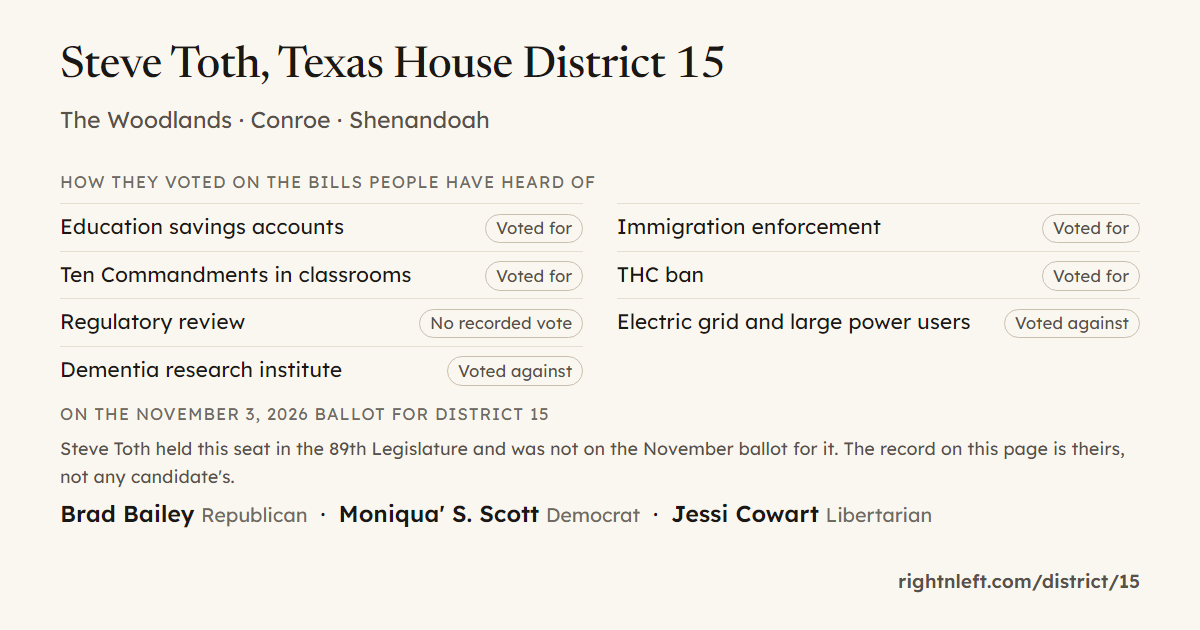 Steve Toth, Texas House District 15
The Woodlands · Conroe · Shenandoah
HOW THEY VOTED ON THE BILLS PEOPLE HAVE HEARD OF
Education savings accounts Voted for
Immigration enforcement Voted for
Ten Commandments in classrooms Voted for
THC ban Voted for
Regulatory review No recorded vote
Electric grid and large power users Voted against
Dementia research institute Voted against
ON THE NOVEMBER 3, 2026 BALLOT FOR DISTRICT 15
Steve Toth held this seat in the 89th Legislature and was not on the November ballot for it. The record on this page is theirs,
not any candidate's.
Brad Bailey Republican · Moniqua' S. Scott Democrat · Jessi Cowart Libertarian
rightnleft.com/district/15